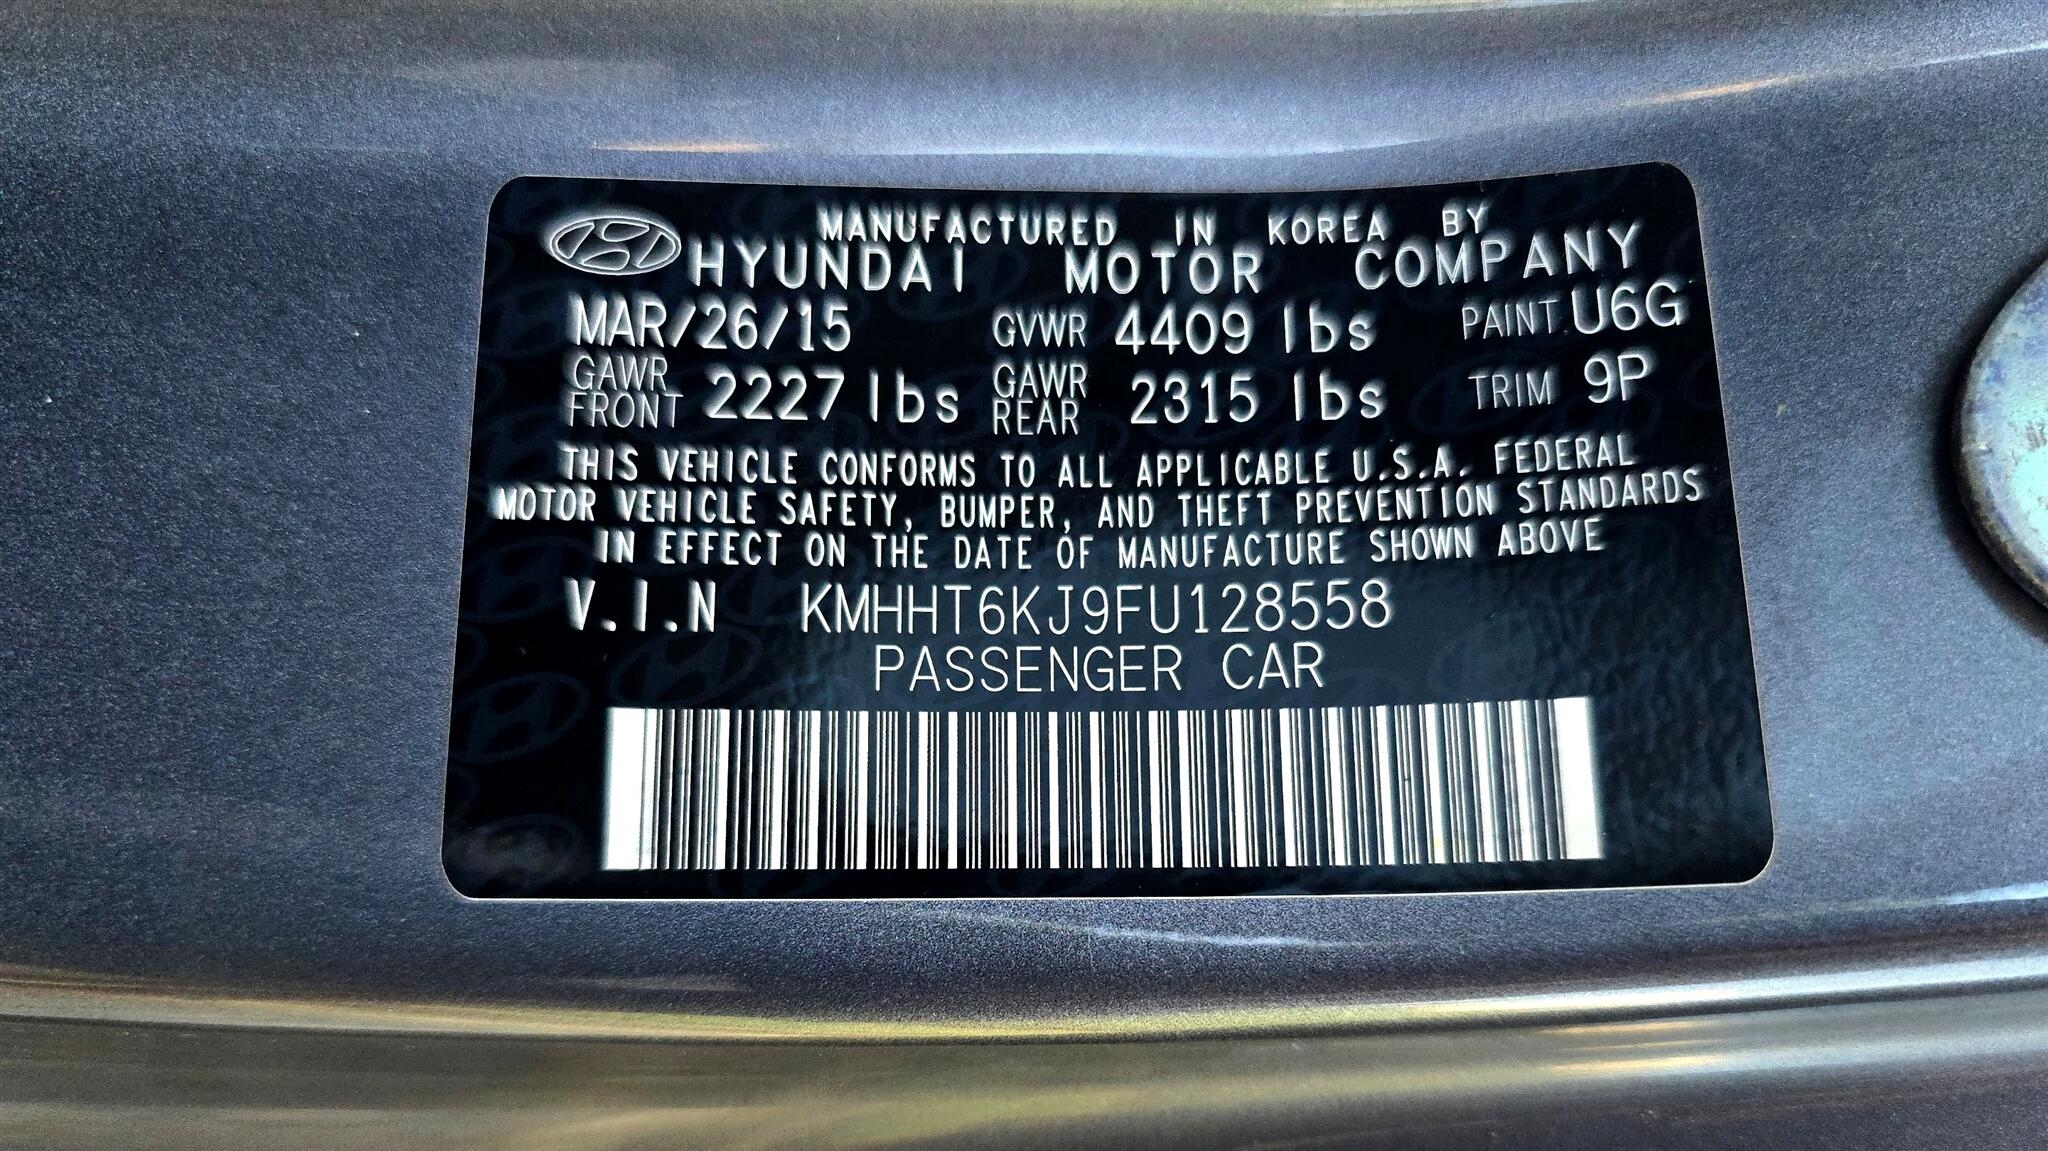 MANUFACTURED IN KOREA BY
HYUNDAI MOTOR COMPANY
MAR/26/15 GVWR 4409 lbs PAINT U6G
GAWR FRONT 2227 lbs GAWR REAR 2315 lbs TRIM 9P
THIS VEHICLE CONFORMS TO ALL APPLICABLE U.S.A. FEDERAL
MOTOR VEHICLE SAFETY, BUMPER, AND THEFT PREVENTION STANDARDS
IN EFFECT ON THE DATE OF MANUFACTURE SHOWN ABOVE
V.I.N KMHHT6KJ9FU128558
PASSENGER CAR